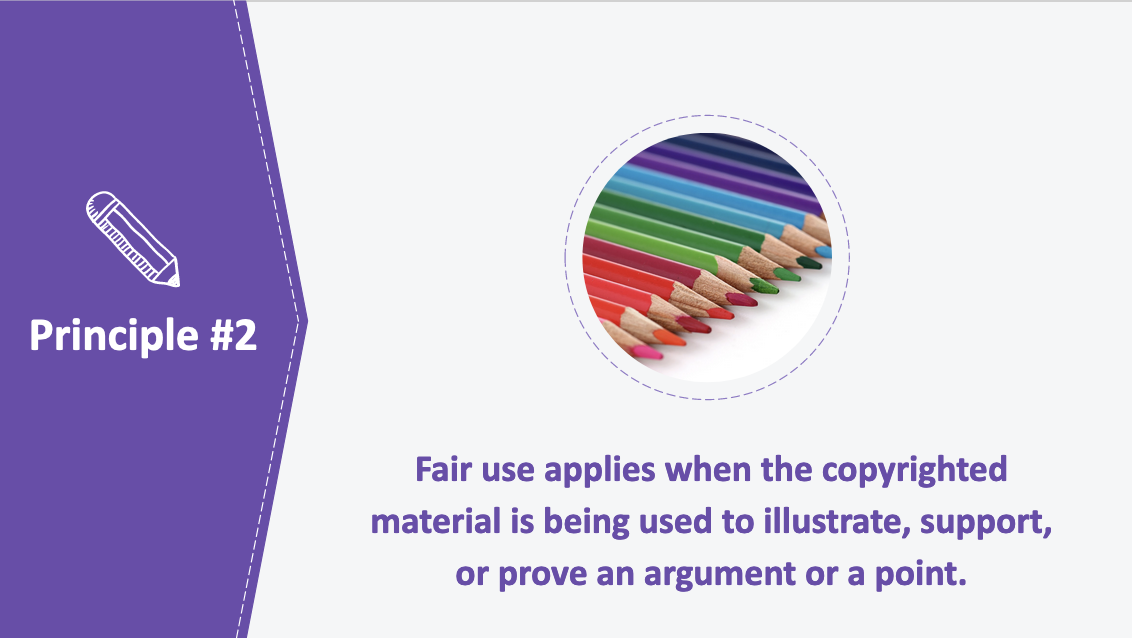 Principle #2
Fair use applies when the copyrighted
material is being used to illustrate, support,
or prove an argument or a point.